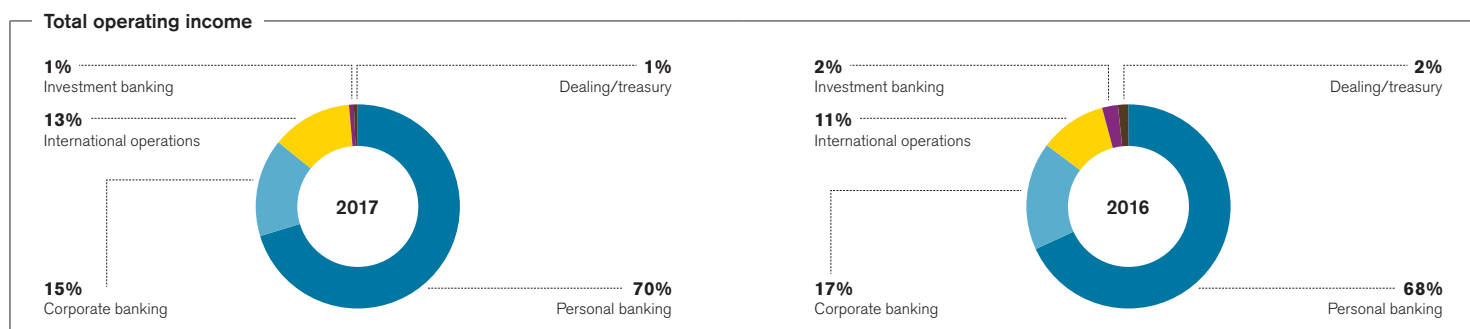 Total operating income
1%
Investment banking
1%
Dealing/treasury
13%
International operations
2017
15%
Corporate banking
70%
Personal banking
2%
Investment banking
2%
Dealing/treasury
11%
International operations
2016
17%
Corporate banking
68%
Personal banking